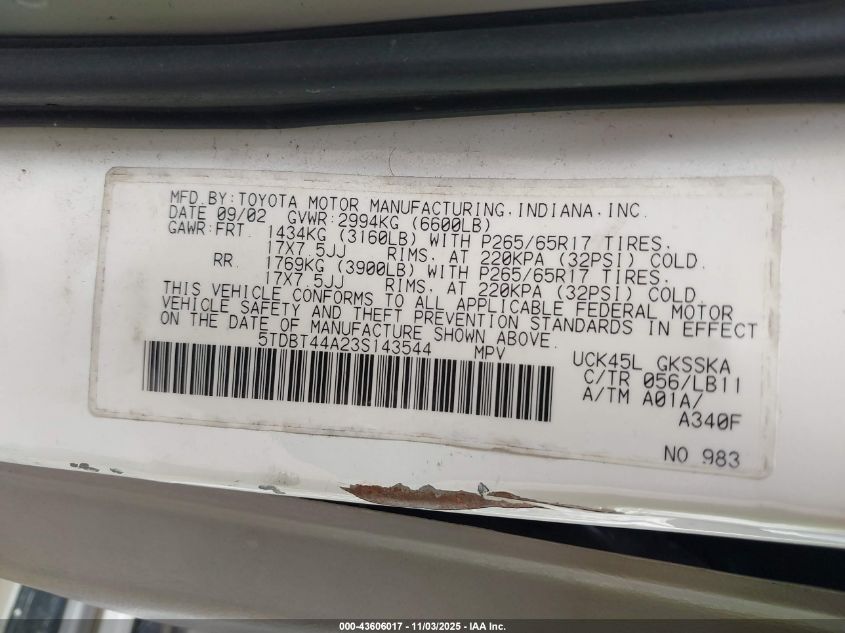 MFD.BY:TOYOTA MOTOR MANUFACTURING.INDIANA.INC.
DATE 09/02 GVWR:2994KG (6600LB)
GAWR:FRT. 1434KG (3160LB) WITH P265/65R17 TIRES.
17X7.5JJ RIMS. AT 220KPA (32PSI) COLD.
RR. 1769KG (3900LB) WITH P265/65R17 TIRES.
17X7.5JJ RIMS. AT 220KPA (32PSI) COLD.
THIS VEHICLE CONFORMS TO ALL APPLICABLE FEDERAL MOTOR
VEHICLE SAFETY AND THEFT PREVENTION STANDARDS IN EFFECT
ON THE DATE OF MANUFACTURE SHOWN ABOVE.
5TDBT44A23S143544 MPV
UCK45L GKSSKA
C/TR 056/LB11
A/TM A01A/
A340F
NO 983
000-43606017 - 11/03/2025 - IAA Inc.